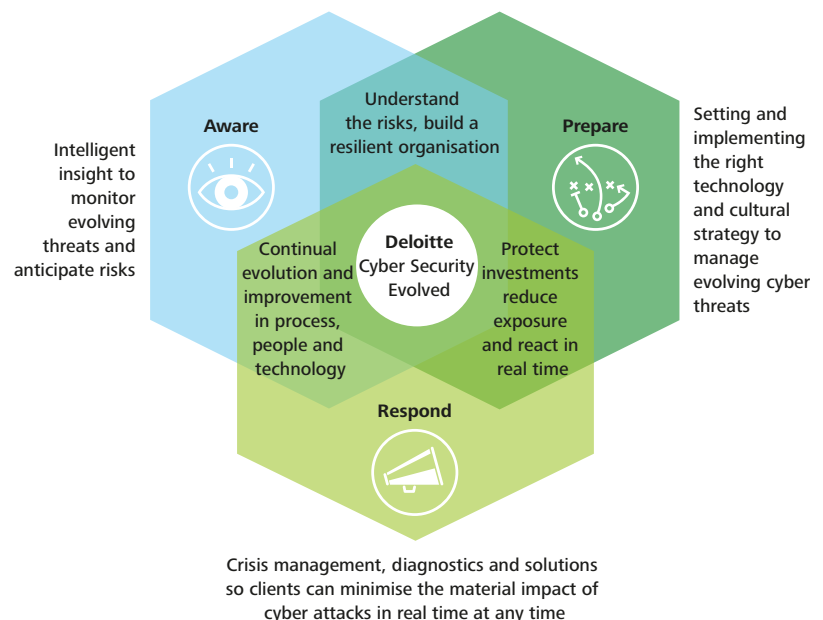 Understand
the risks, build a
resilient organisation
Aware
Intelligent
insight to
monitor
evolving
threats and
anticipate risks
Prepare
Setting and
implementing
the right
technology
and cultural
strategy to
manage
evolving cyber
threats
Continual
evolution and
improvement
in process,
people and
technology
Deloitte
Cyber Security
Evolved
Protect
investments
reduce
exposure
and react in
real time
Respond
Crisis management, diagnostics and solutions
so clients can minimise the material impact of
cyber attacks in real time at any time